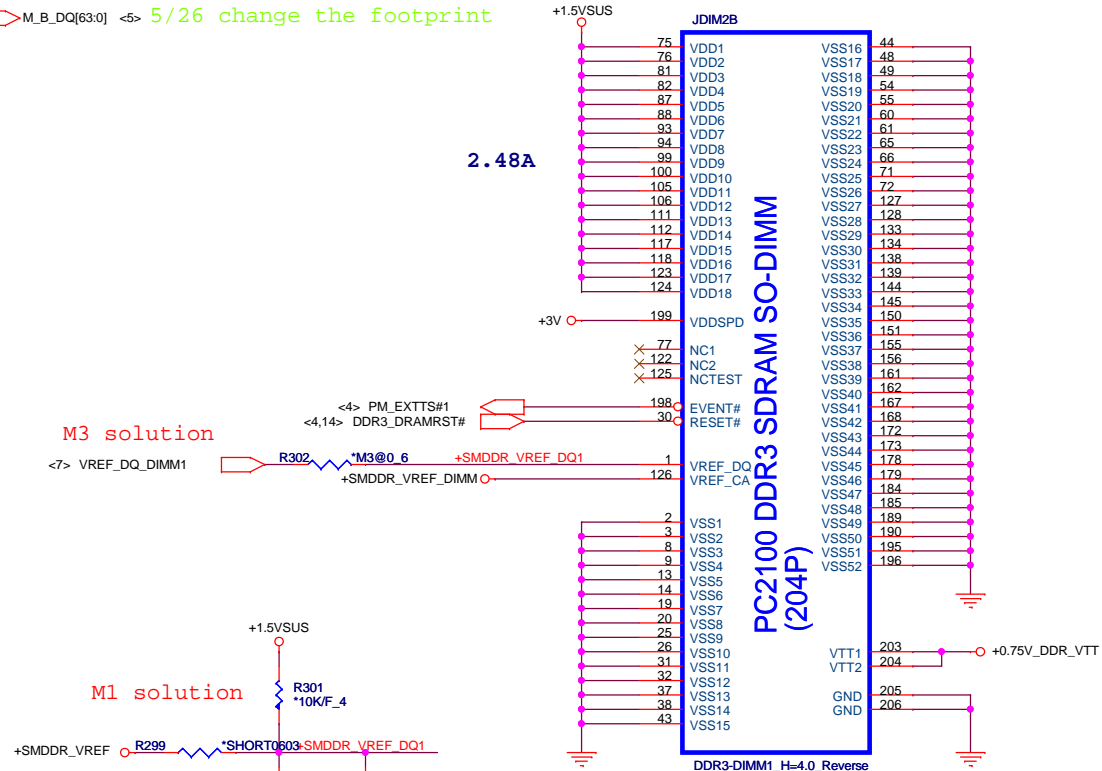 M_B_DQ[63:0] <5> 5/26 change the footprint
+1.5VSUS
JDIM2B
2.48A
75 VDD1
76 VDD2
81 VDD3
82 VDD4
87 VDD5
88 VDD6
93 VDD7
94 VDD8
99 VDD9
100 VDD10
105 VDD11
106 VDD12
111 VDD13
112 VDD14
117 VDD15
118 VDD16
123 VDD17
124 VDD18
+3V 199 VDDSPD
77 NC1
122 NC2
125 NCTEST
<4> PM_EXTTS#1 198 EVENT#
<4,14> DDR3_DRAMRST# 30 RESET#
M3 solution
<7> VREF_DQ_DIMM1 R302 *M3@0_6 +SMDDR_VREF_DQ1 1 VREF_DQ
+SMDDR_VREF_DIMM 126 VREF_CA
2 VSS1
3 VSS2
8 VSS3
9 VSS4
13 VSS5
14 VSS6
19 VSS7
20 VSS8
25 VSS9
26 VSS10
31 VSS11
32 VSS12
37 VSS13
38 VSS14
43 VSS15
PC2100 DDR3 SDRAM SO-DIMM
(204P)
VSS16 44
VSS17 48
VSS18 49
VSS19 54
VSS20 55
VSS21 60
VSS22 61
VSS23 65
VSS24 66
VSS25 71
VSS26 72
VSS27 127
VSS28 128
VSS29 133
VSS30 134
VSS31 138
VSS32 139
VSS33 144
VSS34 145
VSS35 150
VSS36 151
VSS37 155
VSS38 156
VSS39 161
VSS40 162
VSS41 167
VSS42 168
VSS43 172
VSS44 173
VSS45 178
VSS46 179
VSS47 184
VSS48 185
VSS49 189
VSS50 190
VSS51 195
VSS52 196
VTT1 203 +0.75V_DDR_VTT
VTT2 204
GND 205
GND 206
DDR3-DIMM1_H=4.0_Reverse
+1.5VSUS
M1 solution
R301
*10K/F_4
+SMDDR_VREF R299 *SHORT0603 +SMDDR_VREF_DQ1